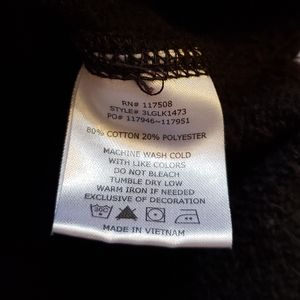 RN# 117508
STYLE# 3LGLK1473
PO# 117946~117951
80% COTTON 20% POLYESTER
MACHINE WASH COLD
WITH LIKE COLORS
DO NOT BLEACH
TUMBLE DRY LOW
WARM IRON IF NEEDED
EXCLUSIVE OF DECORATION
MADE IN VIETNAM